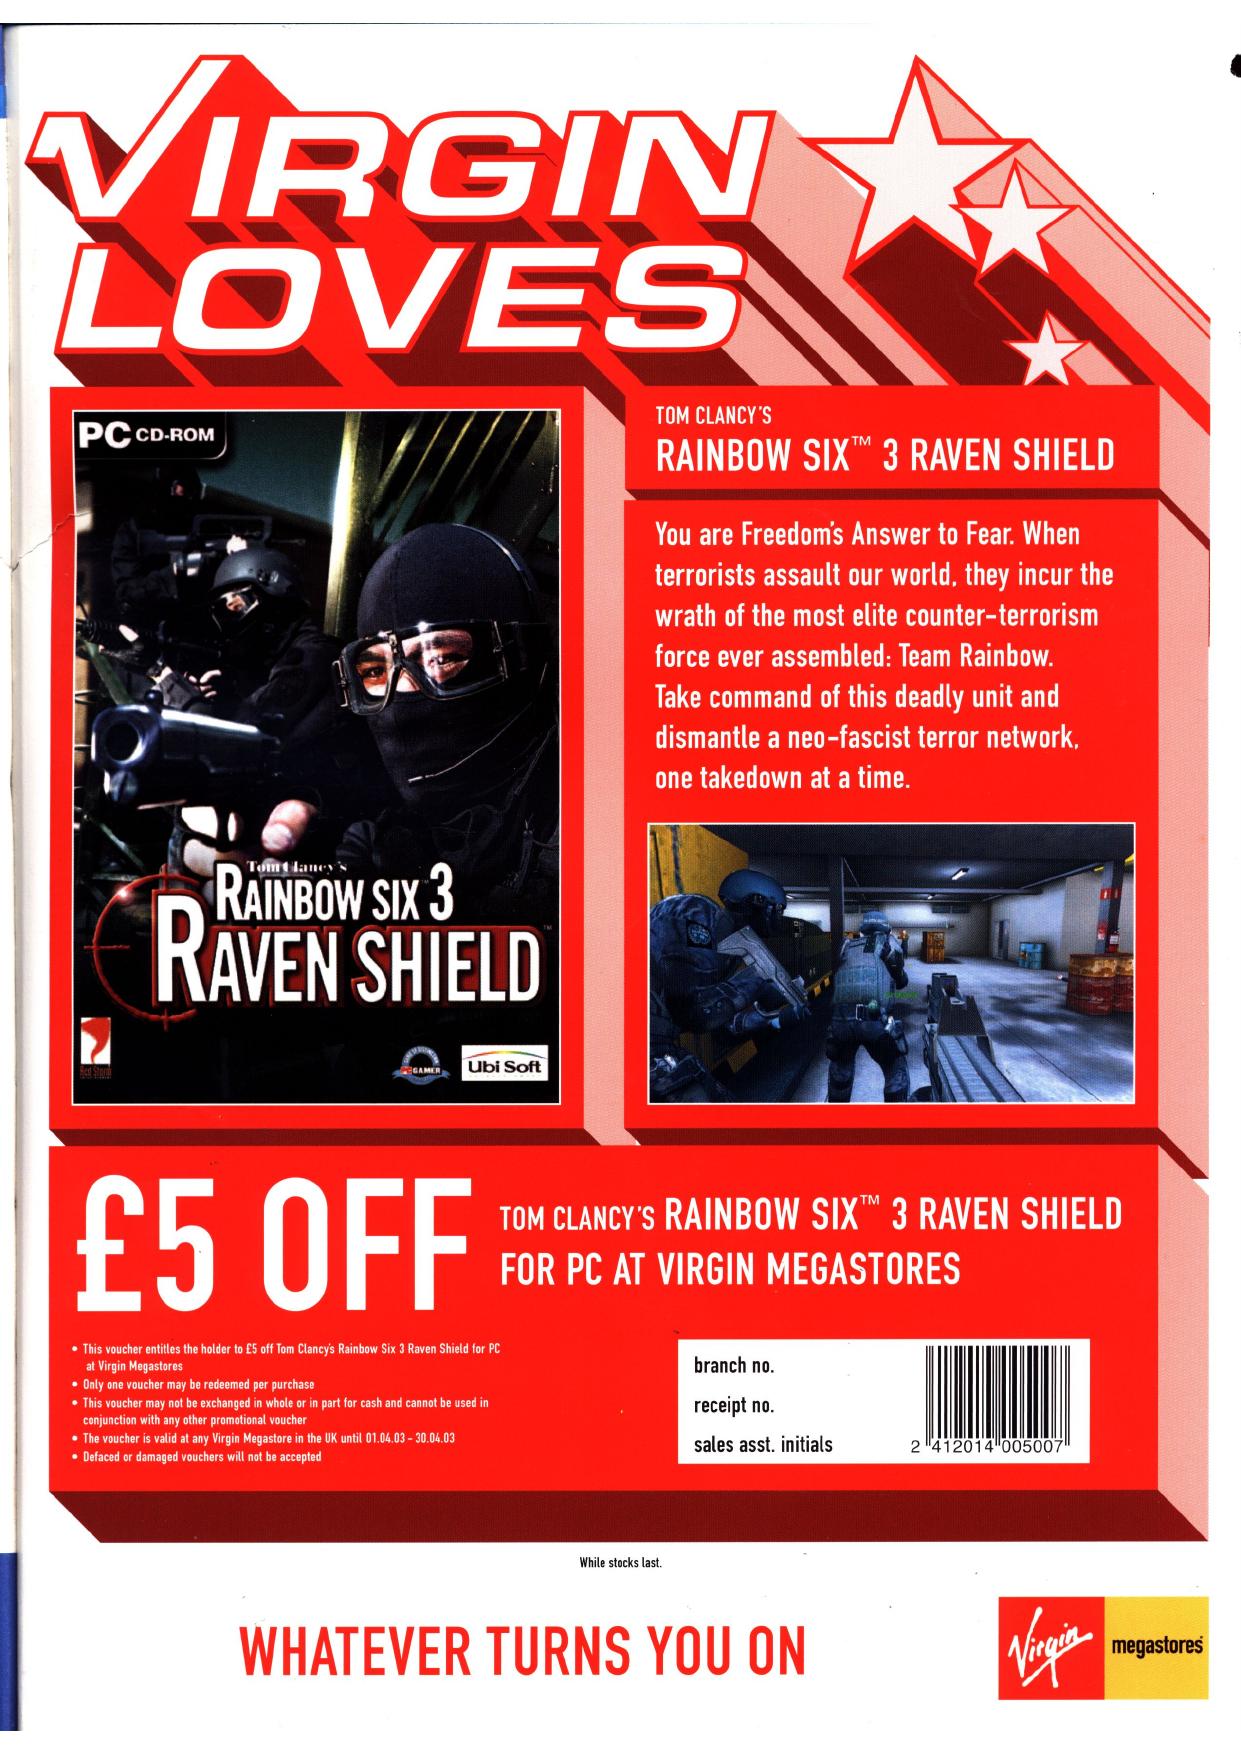 VIRGIN
LOVES
PC CD-ROM
Tom Clancy's
RAINBOW SIX 3
RAVEN SHIELD™
Red Storm
PC GAMER
Ubi Soft
TOM CLANCY'S
RAINBOW SIX™ 3 RAVEN SHIELD
You are Freedom's Answer to Fear. When
terrorists assault our world, they incur the
wrath of the most elite counter-terrorism
force ever assembled: Team Rainbow.
Take command of this deadly unit and
dismantle a neo-fascist terror network,
one takedown at a time.
£5 OFF
TOM CLANCY'S RAINBOW SIX™ 3 RAVEN SHIELD
FOR PC AT VIRGIN MEGASTORES
• This voucher entitles the holder to £5 off Tom Clancy's Rainbow Six 3 Raven Shield for PC
at Virgin Megastores
• Only one voucher may be redeemed per purchase
• This voucher may not be exchanged in whole or in part for cash and cannot be used in
conjunction with any other promotional voucher
• The voucher is valid at any Virgin Megastore in the UK until 01.04.03 - 30.04.03
• Defaced or damaged vouchers will not be accepted
branch no.
receipt no.
sales asst. initials
2 412014 005007
While stocks last.
WHATEVER TURNS YOU ON
Virgin megastores